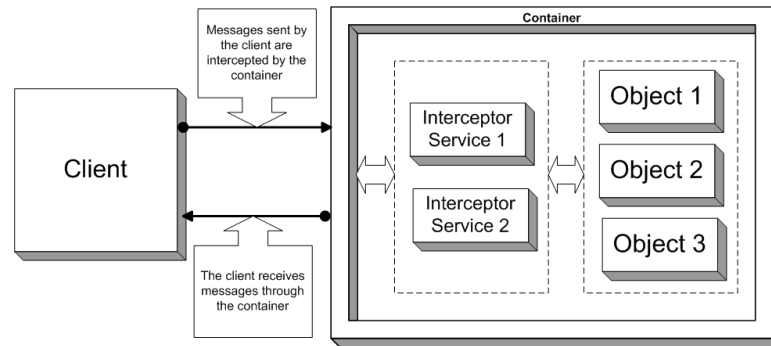 Container
Messages sent by
the client are
intercepted by the
container
Client
Interceptor
Service 1
Interceptor
Service 2
Object 1
Object 2
Object 3
The client receives
messages through
the container